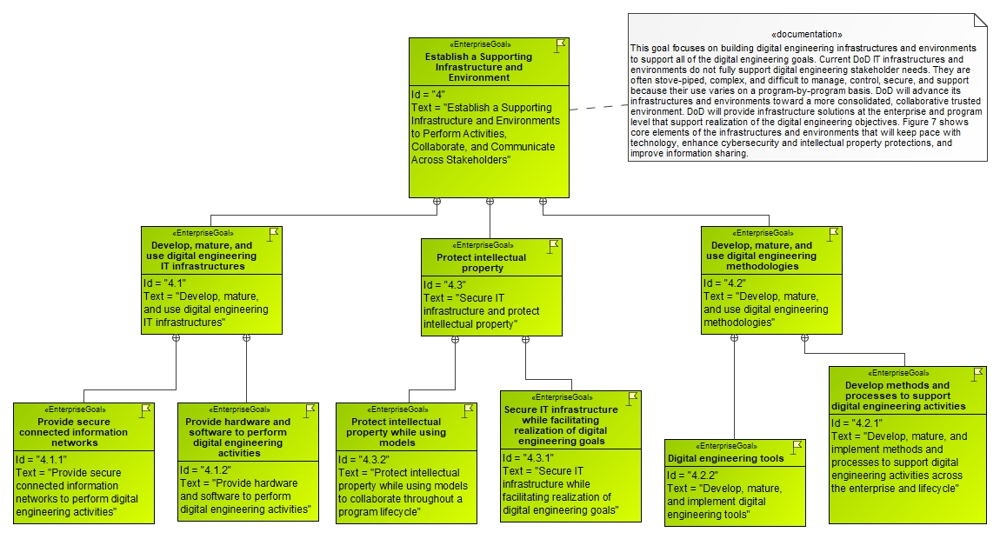 «EnterpriseGoal»
Establish a Supporting
Infrastructure and
Environment
Id = "4"
Text = "Establish a Supporting
Infrastructure and Environments
to Perform Activities,
Collaborate, and Communicate
Across Stakeholders"
«documentation»
This goal focuses on building digital engineering infrastructures and environments
to support all of the digital engineering goals. Current DoD IT infrastructures and
environments do not fully support digital engineering stakeholder needs. They are
often stove-piped, complex, and difficult to manage, control, secure, and support
because their use varies on a program-by-program basis. DoD will advance its
infrastructures and environments toward a more consolidated, collaborative trusted
environment. DoD will provide infrastructure solutions at the enterprise and program
level that support realization of the digital engineering objectives. Figure 7 shows
core elements of the infrastructures and environments that will keep pace with
technology, enhance cybersecurity and intellectual property protections, and
improve information sharing.
«EnterpriseGoal»
Develop, mature, and
use digital engineering
IT infrastructures
Id = "4.1"
Text = "Develop, mature,
and use digital engineering
IT infrastructures"
«EnterpriseGoal»
Protect intellectual
property
Id = "4.3"
Text = "Secure IT
infrastructure and protect
intellectual property"
«EnterpriseGoal»
Develop, mature, and
use digital engineering
methodologies
Id = "4.2"
Text = "Develop, mature,
and use digital engineering
methodologies"
«EnterpriseGoal»
Provide secure
connected information
networks
Id = "4.1.1"
Text = "Provide secure
connected information
networks to perform digital
engineering activities"
«EnterpriseGoal»
Provide hardware and
software to perform
digital engineering
activities
Id = "4.1.2"
Text = "Provide hardware
and software to perform
digital engineering activities"
«EnterpriseGoal»
Protect intellectual
property while using
models
Id = "4.3.2"
Text = "Protect intellectual
property while using models
to collaborate throughout a
program lifecycle"
«EnterpriseGoal»
Secure IT infrastructure
while facilitating
realization of digital
engineering goals
Id = "4.3.1"
Text = "Secure IT
infrastructure while
facilitating realization of
digital engineering goals"
«EnterpriseGoal»
Digital engineering tools
Id = "4.2.2"
Text = "Develop, mature,
and implement digital
engineering tools"
«EnterpriseGoal»
Develop methods and
processes to support
digital engineering activities
Id = "4.2.1"
Text = "Develop, mature, and
implement methods and
processes to support digital
engineering activities across
the enterprise and lifecycle"